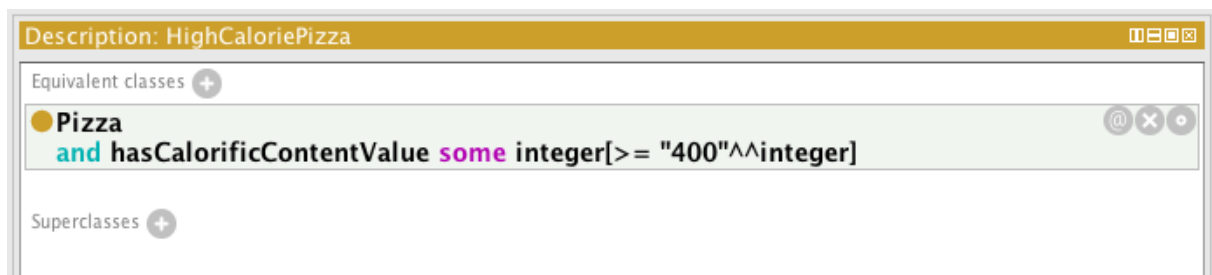 Description: HighCaloriePizza
Equivalent classes
Pizza
and hasCalorificContentValue some integer[>= "400"^^integer]
Superclasses